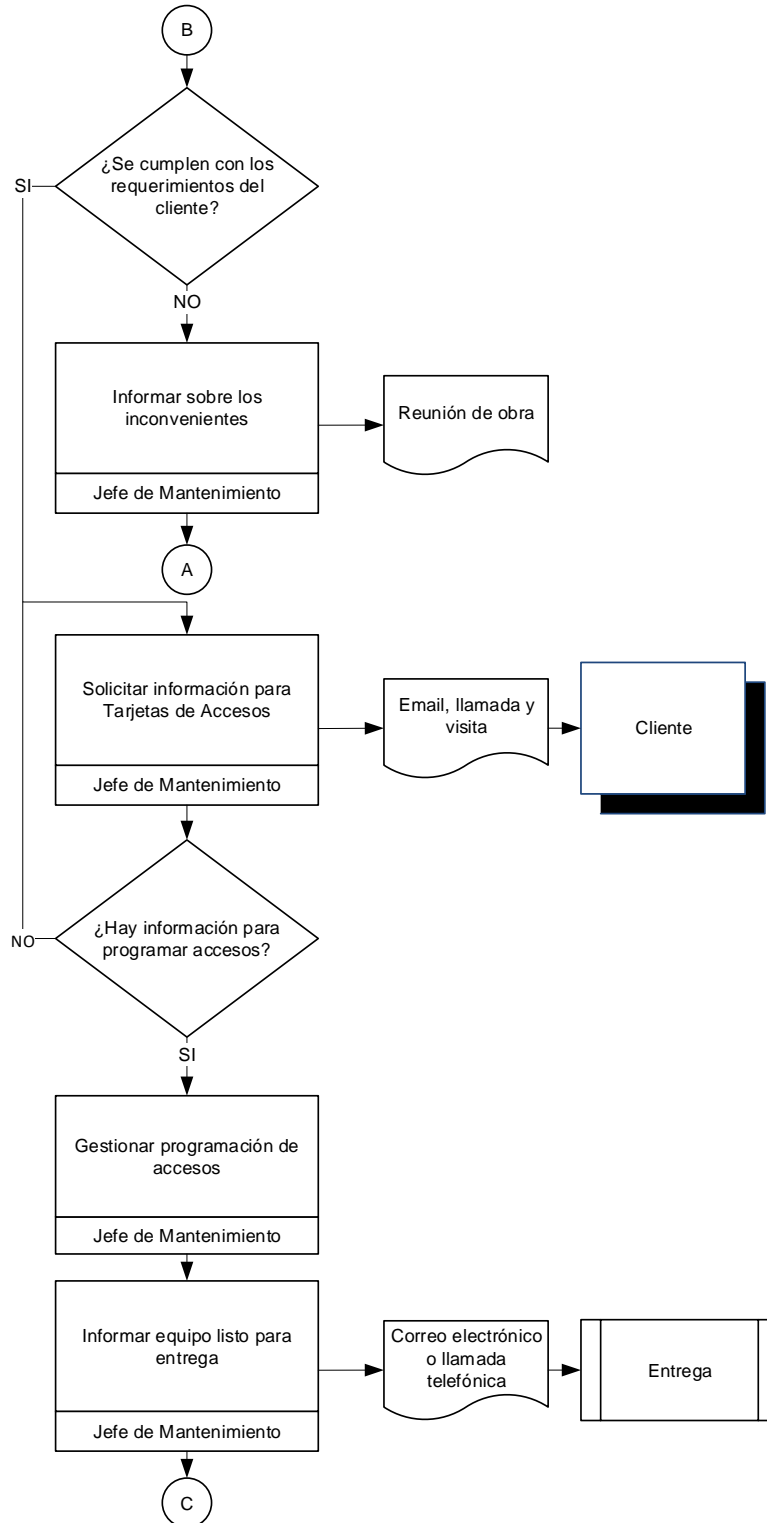 B
¿Se cumplen con los
requerimientos del
cliente?
SI
NO
Informar sobre los
inconvenientes
Jefe de Mantenimiento
Reunión de obra
A
Solicitar información para
Tarjetas de Accesos
Jefe de Mantenimiento
Email, llamada y
visita
Cliente
¿Hay información para
programar accesos?
NO
SI
Gestionar programación de
accesos
Jefe de Mantenimiento
Informar equipo listo para
entrega
Jefe de Mantenimiento
Correo electrónico
o llamada
telefónica
Entrega
C